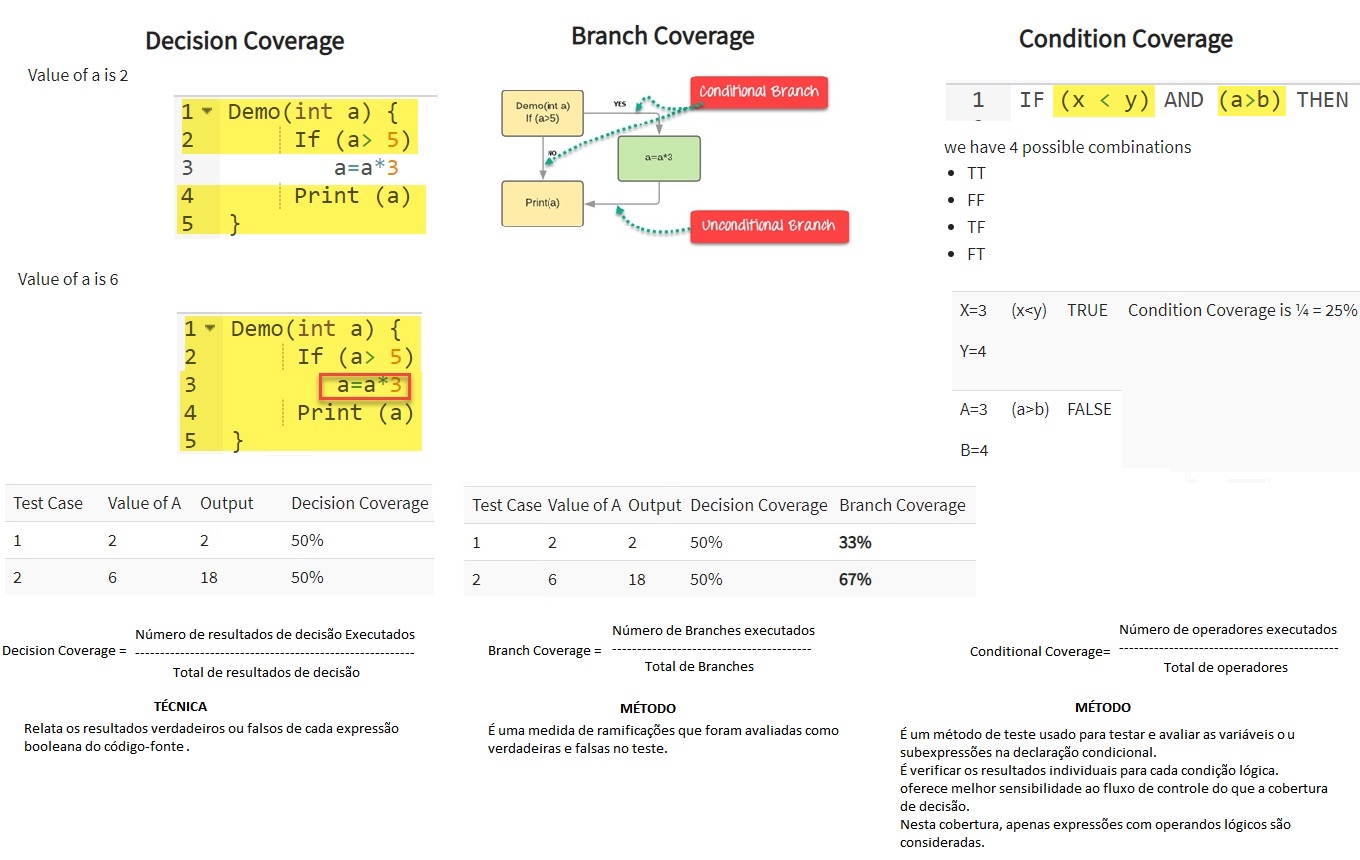 Decision Coverage
Value of a is 2
1 Demo(int a) {
2 If (a> 5)
3 a=a*3
4 Print (a)
5 }
Value of a is 6
1 Demo(int a) {
2 If (a> 5)
3 a=a*3
4 Print (a)
5 }
Test Case Value of A Output Decision Coverage
1 2 2 50%
2 6 18 50%
Número de resultados de decisão Executados
Decision Coverage = --------------------------------------------------------
Total de resultados de decisão
TÉCNICA
Relata os resultados verdadeiros ou falsos de cada expressão
booleana do código-fonte .
Branch Coverage
Conditional Branch
Demo(int a)
If (a>5)
YES
NO
a=a*3
Print(a)
Unconditional Branch
Test Case Value of A Output Decision Coverage Branch Coverage
1 2 2 50% 33%
2 6 18 50% 67%
Número de Branches executados
Branch Coverage = ----------------------------------------
Total de Branches
MÉTODO
É uma medida de ramificações que foram avaliadas como
verdadeiras e falsas no teste.
Condition Coverage
1 IF (x < y) AND (a>b) THEN
we have 4 possible combinations
• TT
• FF
• TF
• FT
X=3 (x<y) TRUE Condition Coverage is ¼ = 25%
Y=4
A=3 (a>b) FALSE
B=4
Número de operadores executados
Conditional Coverage= --------------------------------------------
Total de operadores
MÉTODO
É um método de teste usado para testar e avaliar as variáveis o u
subexpressões na declaração condicional.
É verificar os resultados individuais para cada condição lógica.
oferece melhor sensibilidade ao fluxo de controle do que a cobertura
de decisão.
Nesta cobertura, apenas expressões com operandos lógicos são
consideradas.